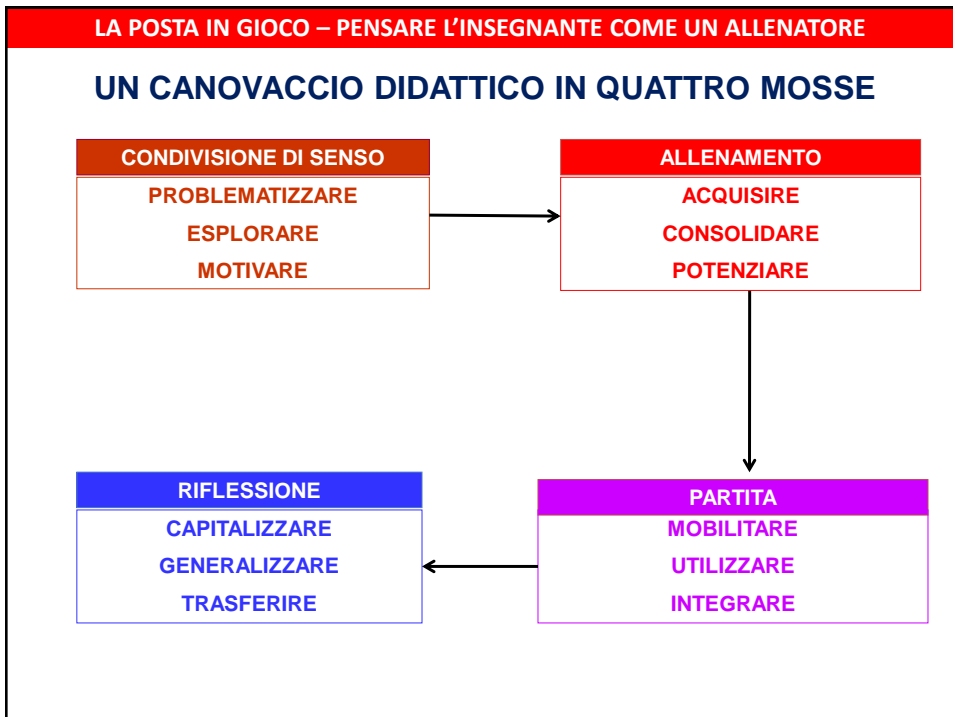 LA POSTA IN GIOCO – PENSARE L'INSEGNANTE COME UN ALLENATORE
UN CANOVACCIO DIDATTICO IN QUATTRO MOSSE
CONDIVISIONE DI SENSO
PROBLEMATIZZARE
ESPLORARE
MOTIVARE
ALLENAMENTO
ACQUISIRE
CONSOLIDARE
POTENZIARE
PARTITA
MOBILITARE
UTILIZZARE
INTEGRARE
RIFLESSIONE
CAPITALIZZARE
GENERALIZZARE
TRASFERIRE